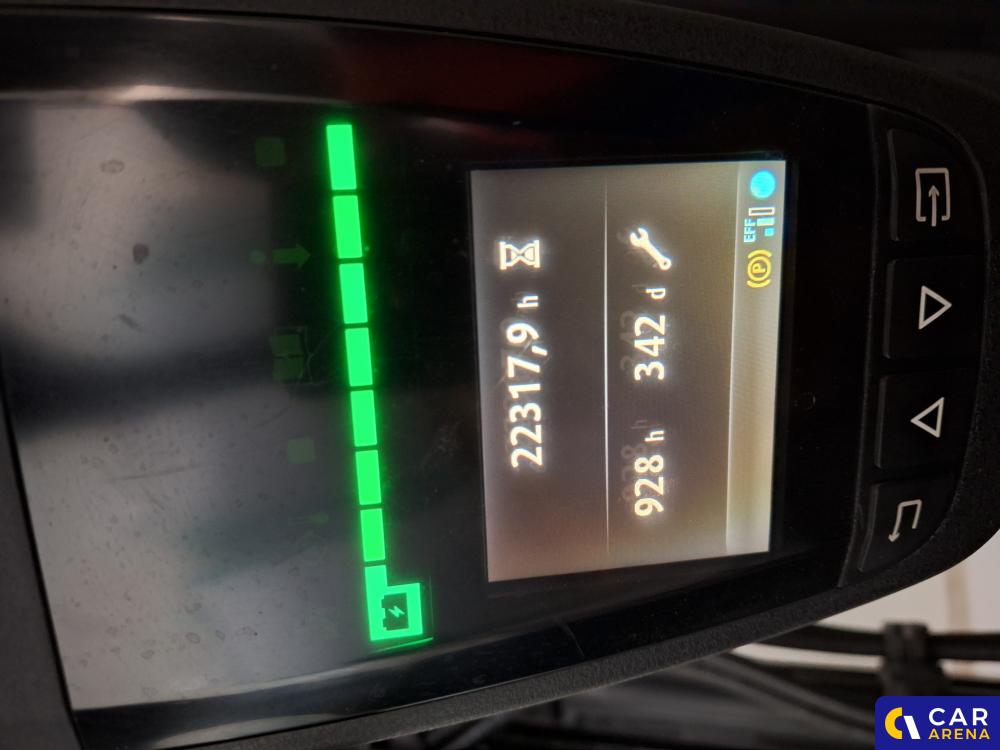 22317,9 h
928 h 342 d
EFF
P
CAR
ARENA